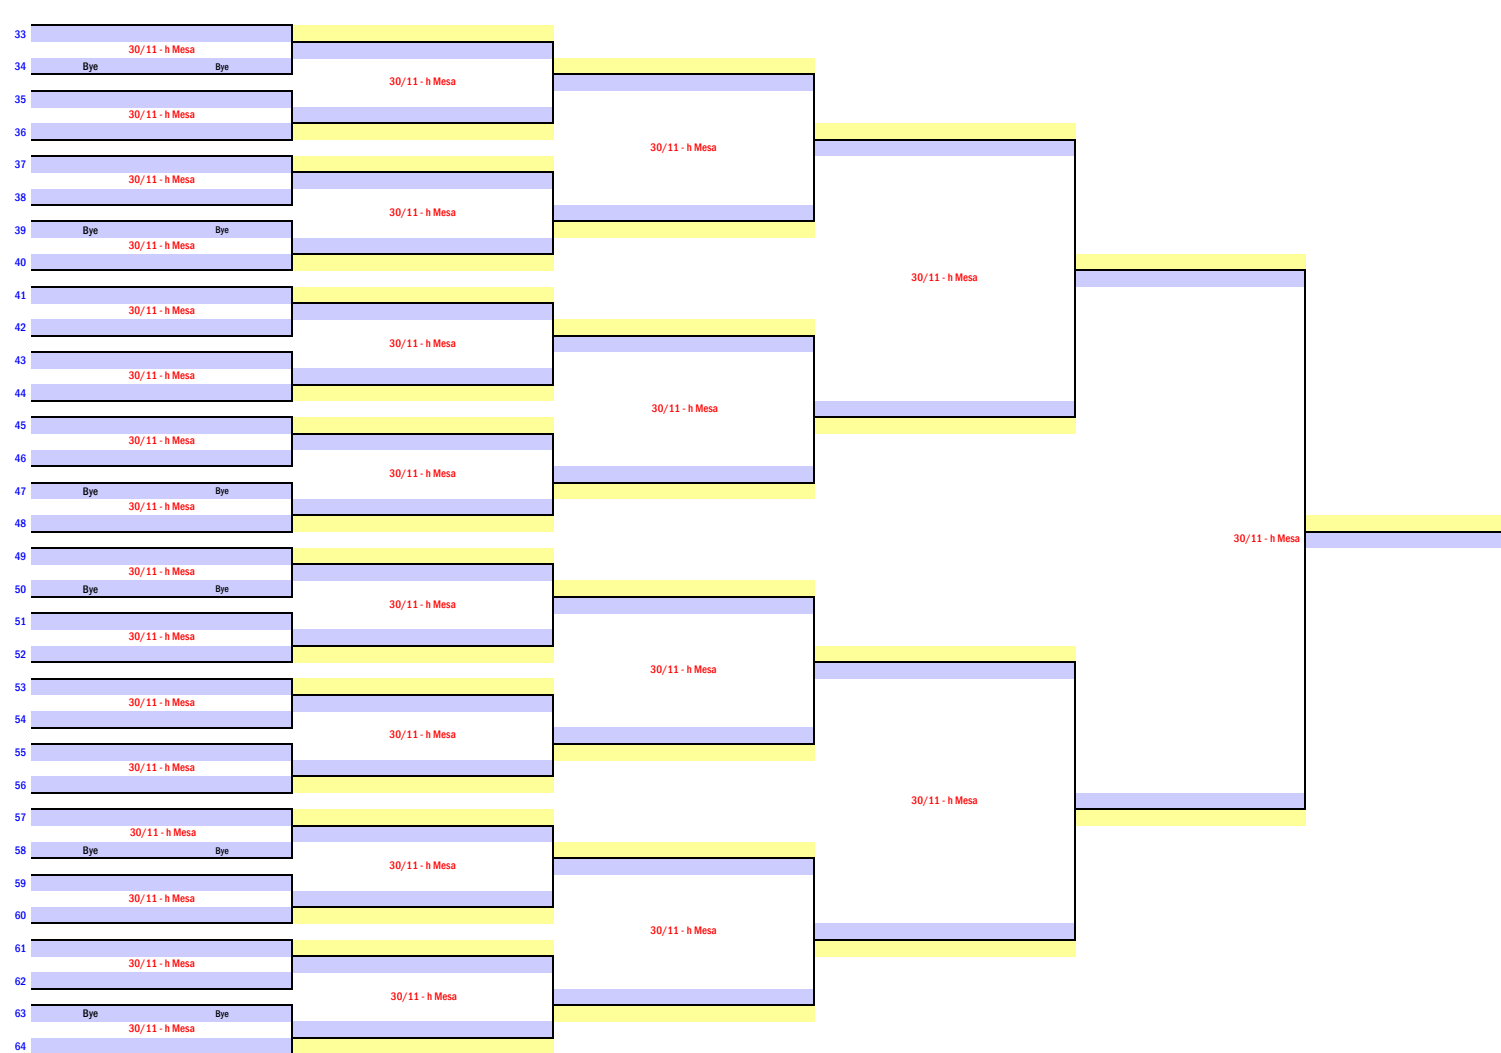 33
30/11 - h Mesa
34 Bye Bye
30/11 - h Mesa
35
30/11 - h Mesa
36
30/11 - h Mesa
37
30/11 - h Mesa
38
30/11 - h Mesa
39 Bye Bye
30/11 - h Mesa
40
30/11 - h Mesa
41
30/11 - h Mesa
42
30/11 - h Mesa
43
30/11 - h Mesa
44
30/11 - h Mesa
45
30/11 - h Mesa
46
30/11 - h Mesa
47 Bye Bye
30/11 - h Mesa
48
30/11 - h Mesa
49
30/11 - h Mesa
50 Bye Bye
30/11 - h Mesa
51
30/11 - h Mesa
52
30/11 - h Mesa
53
30/11 - h Mesa
54
30/11 - h Mesa
55
30/11 - h Mesa
56
30/11 - h Mesa
57
30/11 - h Mesa
58 Bye Bye
30/11 - h Mesa
59
30/11 - h Mesa
60
30/11 - h Mesa
61
30/11 - h Mesa
62
30/11 - h Mesa
63 Bye Bye
30/11 - h Mesa
64